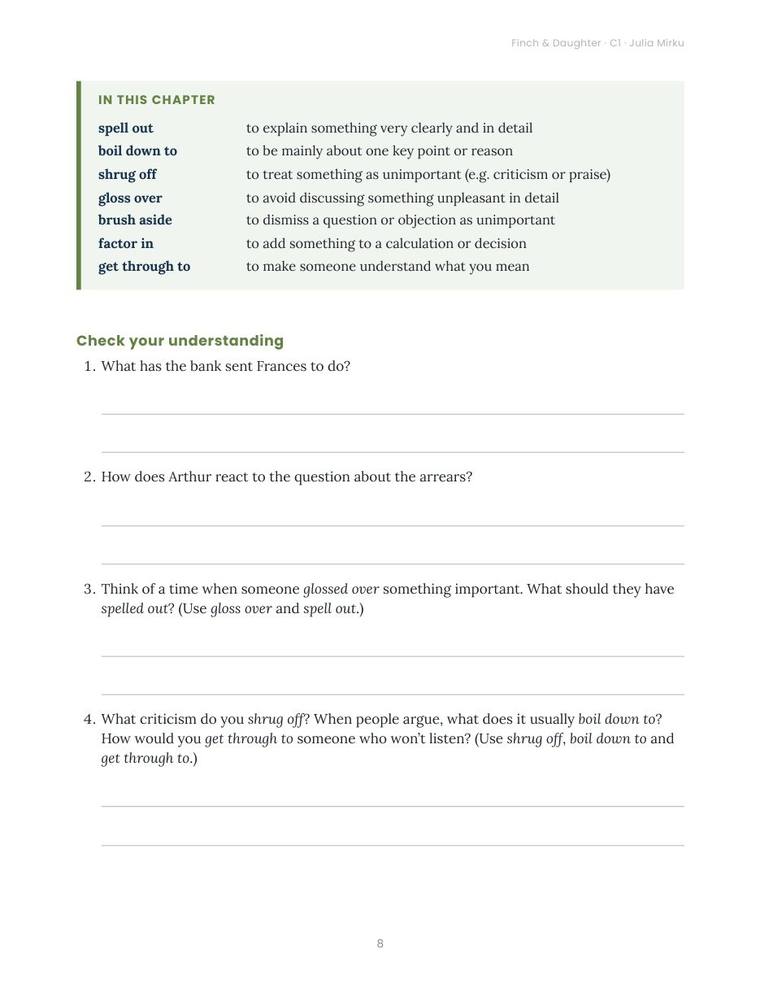 Finch & Daughter · C1 · Julia Mirku
IN THIS CHAPTER
spell out to explain something very clearly and in detail
boil down to to be mainly about one key point or reason
shrug off to treat something as unimportant (e.g. criticism or praise)
gloss over to avoid discussing something unpleasant in detail
brush aside to dismiss a question or objection as unimportant
factor in to add something to a calculation or decision
get through to to make someone understand what you mean
Check your understanding
1. What has the bank sent Frances to do?
2. How does Arthur react to the question about the arrears?
3. Think of a time when someone glossed over something important. What should they have
spelled out? (Use gloss over and spell out.)
4. What criticism do you shrug off? When people argue, what does it usually boil down to?
How would you get through to someone who won’t listen? (Use shrug off, boil down to and
get through to.)
8